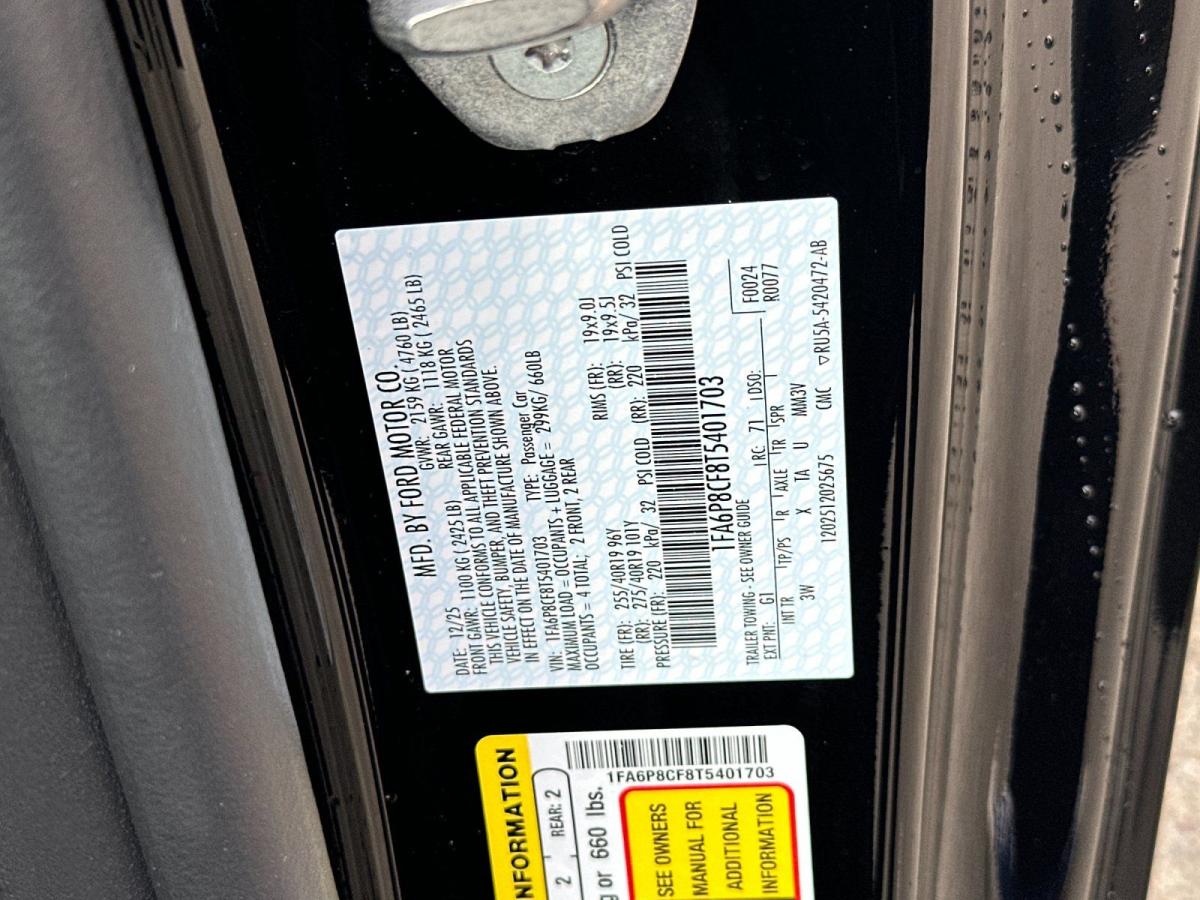 MFD. BY FORD MOTOR CO.
DATE: 12/25 GVWR: 2159 KG ( 4760 LB)
FRONT GAWR: 1100 KG ( 2425 LB) REAR GAWR: 1118 KG ( 2465 LB)
THIS VEHICLE CONFORMS TO ALL APPLICABLE FEDERAL MOTOR
VEHICLE SAFETY, BUMPER, AND THEFT PREVENTION STANDARDS
IN EFFECT ON THE DATE OF MANUFACTURE SHOWN ABOVE.
VIN: 1FA6P8CF8T5401703 TYPE: Passenger Car
MAXIMUM LOAD = OCCUPANTS + LUGGAGE = 299KG/ 660LB
OCCUPANTS = 4 TOTAL; 2 FRONT, 2 REAR
TIRE (FR): 255/40R19 96Y RIMS (FR): 19x9.0J
(RR): 275/40R19 101Y (RR): 19x9.5J
PRESSURE (FR): 220 kPa/ 32 PSI COLD (RR): 220 kPa/ 32 PSI COLD
1FA6P8CF8T5401703
TRAILER TOWING - SEE OWNER GUIDE F0024
EXT PNT: G1 RC: 71 DSO: R0077
INT TR TP/PS R AXLE TR SPR
3W X TA U MM3V
1202512025675 CMC ▽RU5A-5420472-AB
NFORMATION
2 REAR: 2
g or 660 lbs.
1FA6P8CF8T5401703
SEE OWNERS
MANUAL FOR
ADDITIONAL
INFORMATION